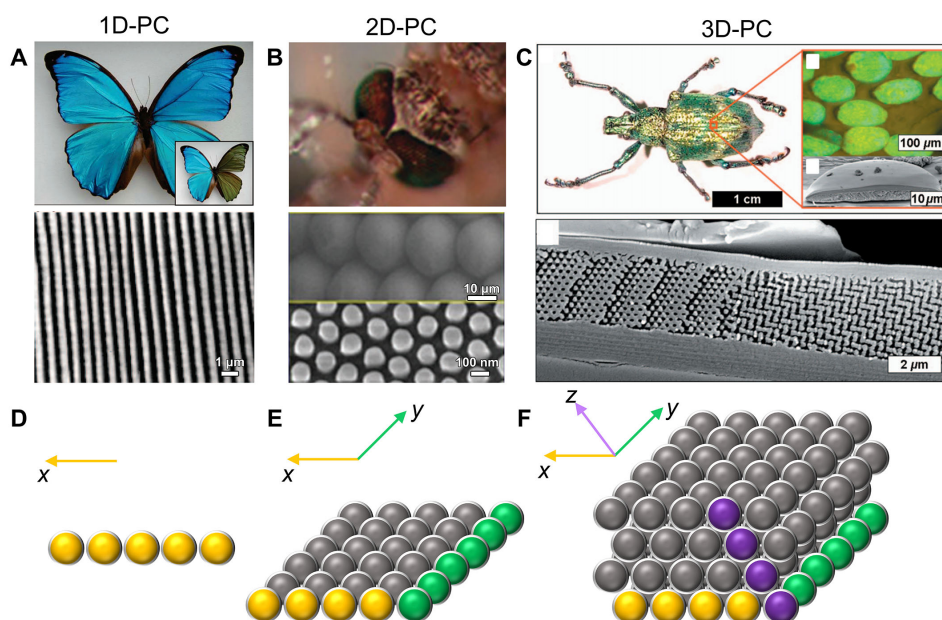 1D-PC
2D-PC
3D-PC
A
B
C
100 µm
10 µm
1 cm
10 µm
1 µm
100 nm
2 µm
D
E
F
x
y
x
z
y
x